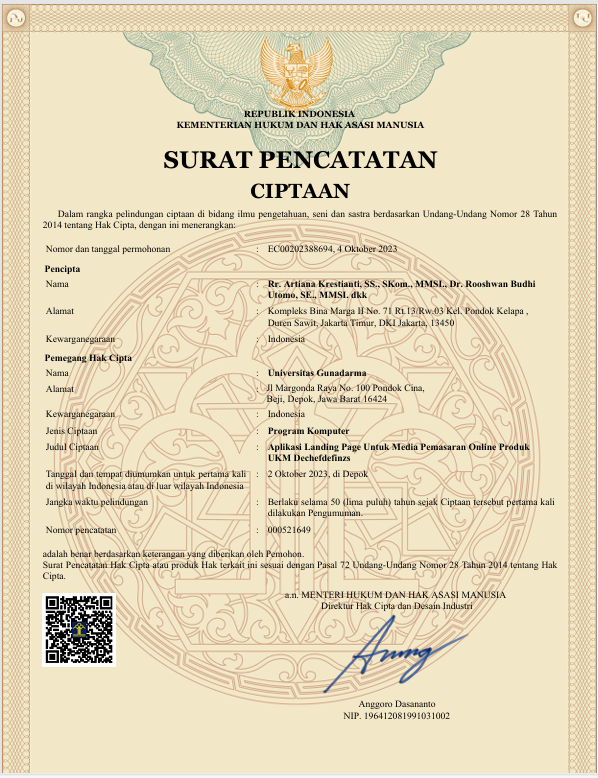 REPUBLIK INDONESIA
KEMENTERIAN HUKUM DAN HAK ASASI MANUSIA
SURAT PENCATATAN
CIPTAAN
Dalam rangka pelindungan ciptaan di bidang ilmu pengetahuan, seni dan sastra berdasarkan Undang-Undang Nomor 28 Tahun
2014 tentang Hak Cipta, dengan ini menerangkan:
Nomor dan tanggal permohonan : EC00202388694, 4 Oktober 2023
Pencipta
Nama : Rr. Artiana Krestianti, SS., SKom., MMSI., Dr. Rooshwan Budhi
Utomo, SE., MMSI. dkk
Alamat : Kompleks Bina Marga II No. 71 Rt.13/Rw.03 Kel. Pondok Kelapa ,
Duren Sawit, Jakarta Timur, DKI Jakarta, 13450
Kewarganegaraan : Indonesia
Pemegang Hak Cipta
Nama : Universitas Gunadarma
Alamat : Jl Margonda Raya No. 100 Pondok Cina,
Beji, Depok, Jawa Barat 16424
Kewarganegaraan : Indonesia
Jenis Ciptaan : Program Komputer
Judul Ciptaan : Aplikasi Landing Page Untuk Media Pemasaran Online Produk
UKM Dechefdefinzs
Tanggal dan tempat diumumkan untuk pertama kali : 2 Oktober 2023, di Depok
di wilayah Indonesia atau di luar wilayah Indonesia
Jangka waktu pelindungan : Berlaku selama 50 (lima puluh) tahun sejak Ciptaan tersebut pertama kali
dilakukan Pengumuman.
Nomor pencatatan : 000521649
adalah benar berdasarkan keterangan yang diberikan oleh Pemohon.
Surat Pencatatan Hak Cipta atau produk Hak terkait ini sesuai dengan Pasal 72 Undang-Undang Nomor 28 Tahun 2014 tentang Hak
Cipta.
a.n. MENTERI HUKUM DAN HAK ASASI MANUSIA
Direktur Hak Cipta dan Desain Industri
Anggoro Dasananto
NIP. 196412081991031002